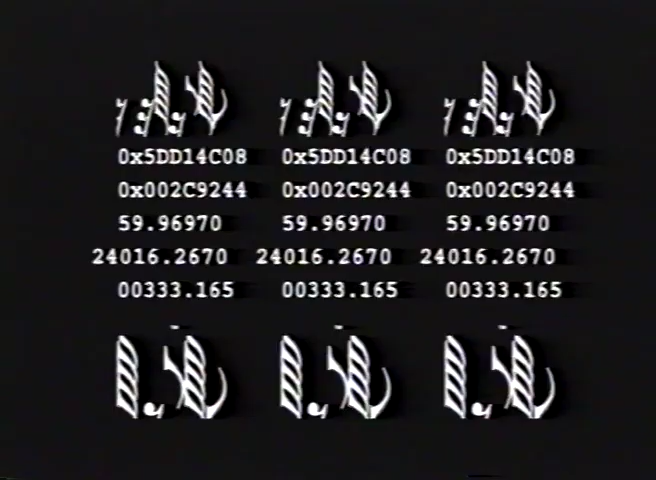 0x5DD14C08 0x5DD14C08 0x5DD14C08
0x002C9244 0x002C9244 0x002C9244
59.96970 59.96970 59.96970
24016.2670 24016.2670 24016.2670
00333.165 00333.165 00333.165